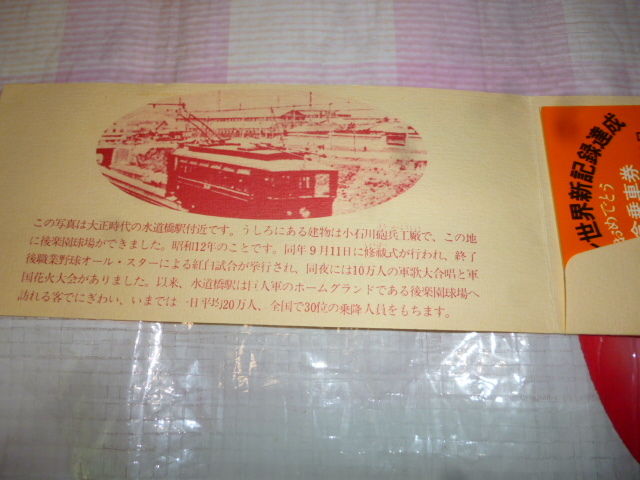 この写真は大正時代の水道橋駅付近です。うしろにある建物は小石川砲兵工廠で、この地
に後楽園球場ができました。昭和12年のことです。同年9月11日に修祓式が行われ、終了
後職業野球オール・スターによる紅白試合が挙行され、同夜には10万人の軍歌大合唱と軍
国花火大会がありました。以来、水道橋駅は巨人軍のホームグランドである後楽園球場へ
訪れる客でにぎわい、いまでは一日平均20万人、全国で30位の乗降人員をもちます。
世界新記録達成
おめでとう
乗車券